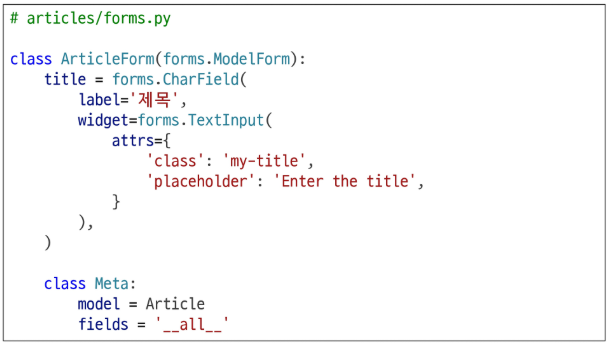 # articles/forms.py

class ArticleForm(forms.ModelForm):
    title = forms.CharField(
        label='제목',
        widget=forms.TextInput(
            attrs={
                'class': 'my-title',
                'placeholder': 'Enter the title',
            }
        ),
    )

    class Meta:
        model = Article
        fields = '__all__'